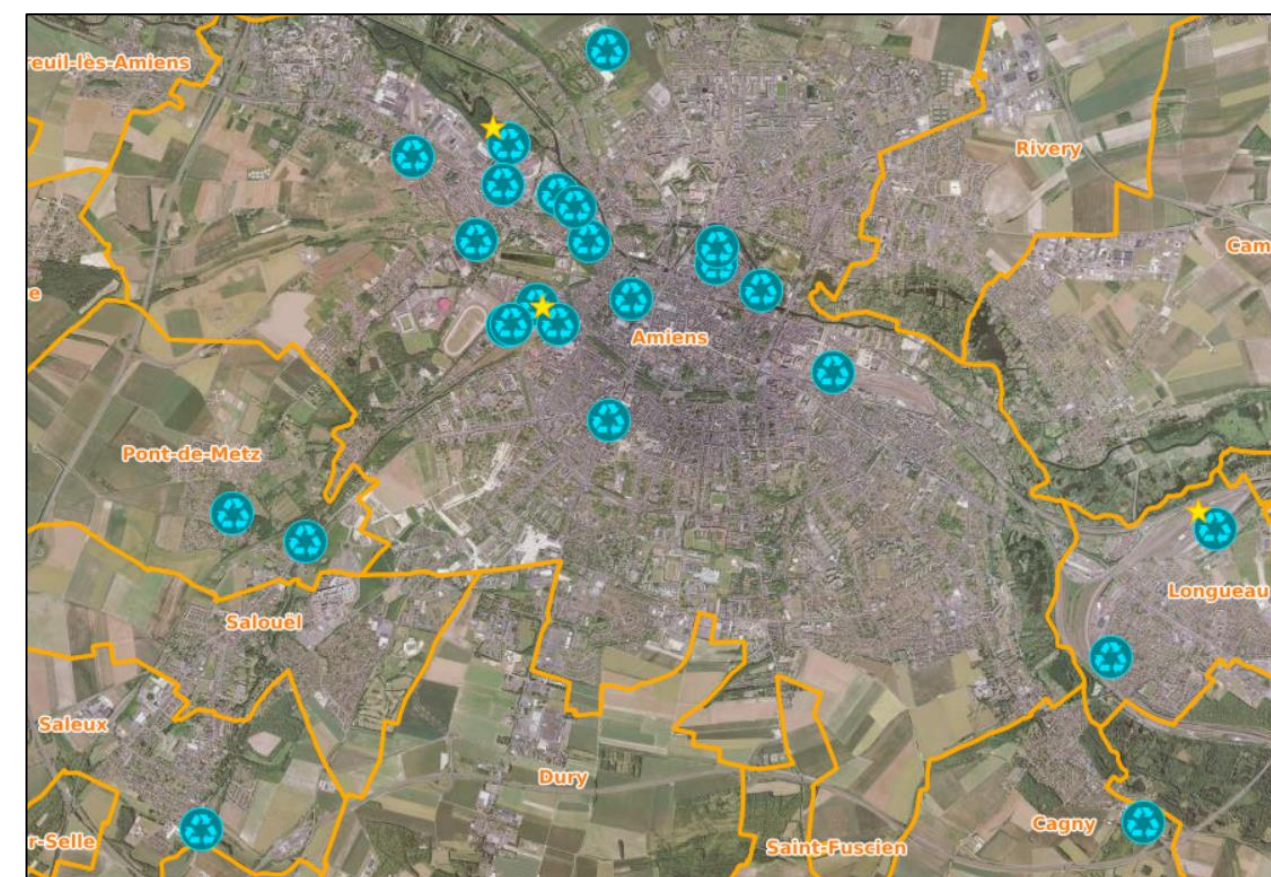 reuil-lès-Amiens
Rivery
Cam
e
Amiens
Pont-de-Metz
Longueau
Salouël
Saleux
Dury
r-Selle
Cagny
Saint-Fuscien